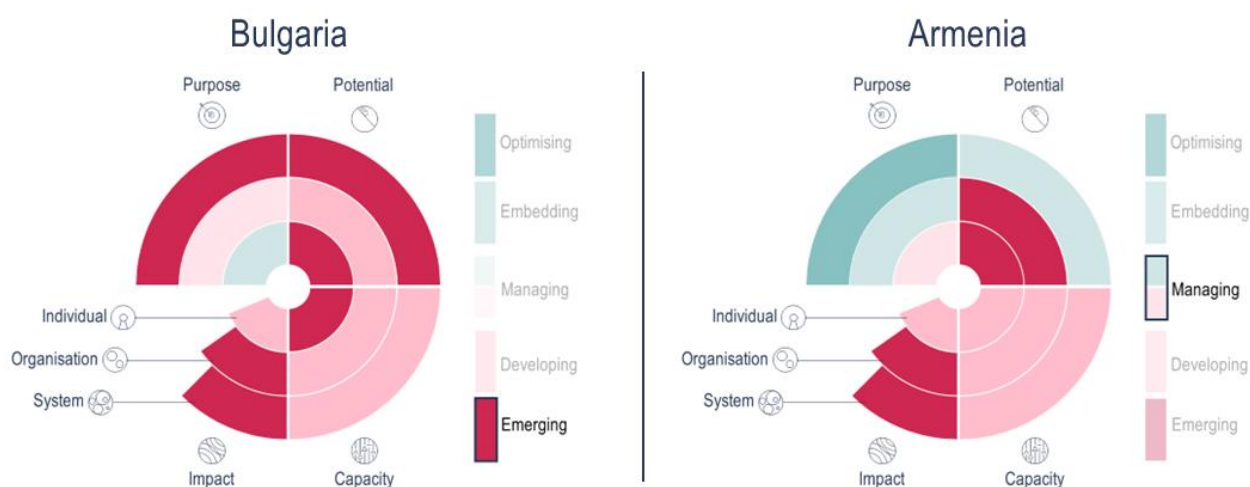 Bulgaria
Purpose
Potential
Optimising
Embedding
Managing
Developing
Emerging
Individual
Organisation
System
Impact
Capacity
Armenia
Purpose
Potential
Optimising
Embedding
Managing
Developing
Emerging
Individual
Organisation
System
Impact
Capacity